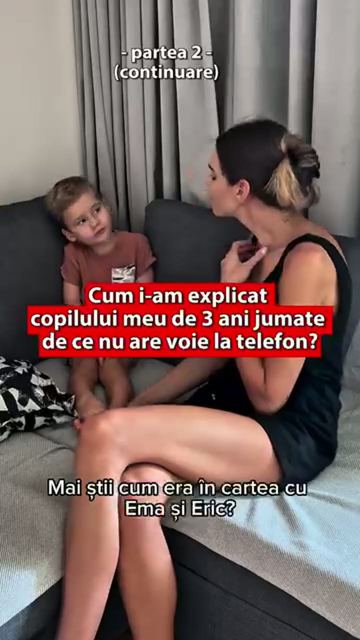 - partea 2 -
(continuare)
Cum i-am explicat
copilului meu de 3 ani jumate
de ce nu are voie la telefon?
Mai știi cum era în cartea cu
Ema și Eric?